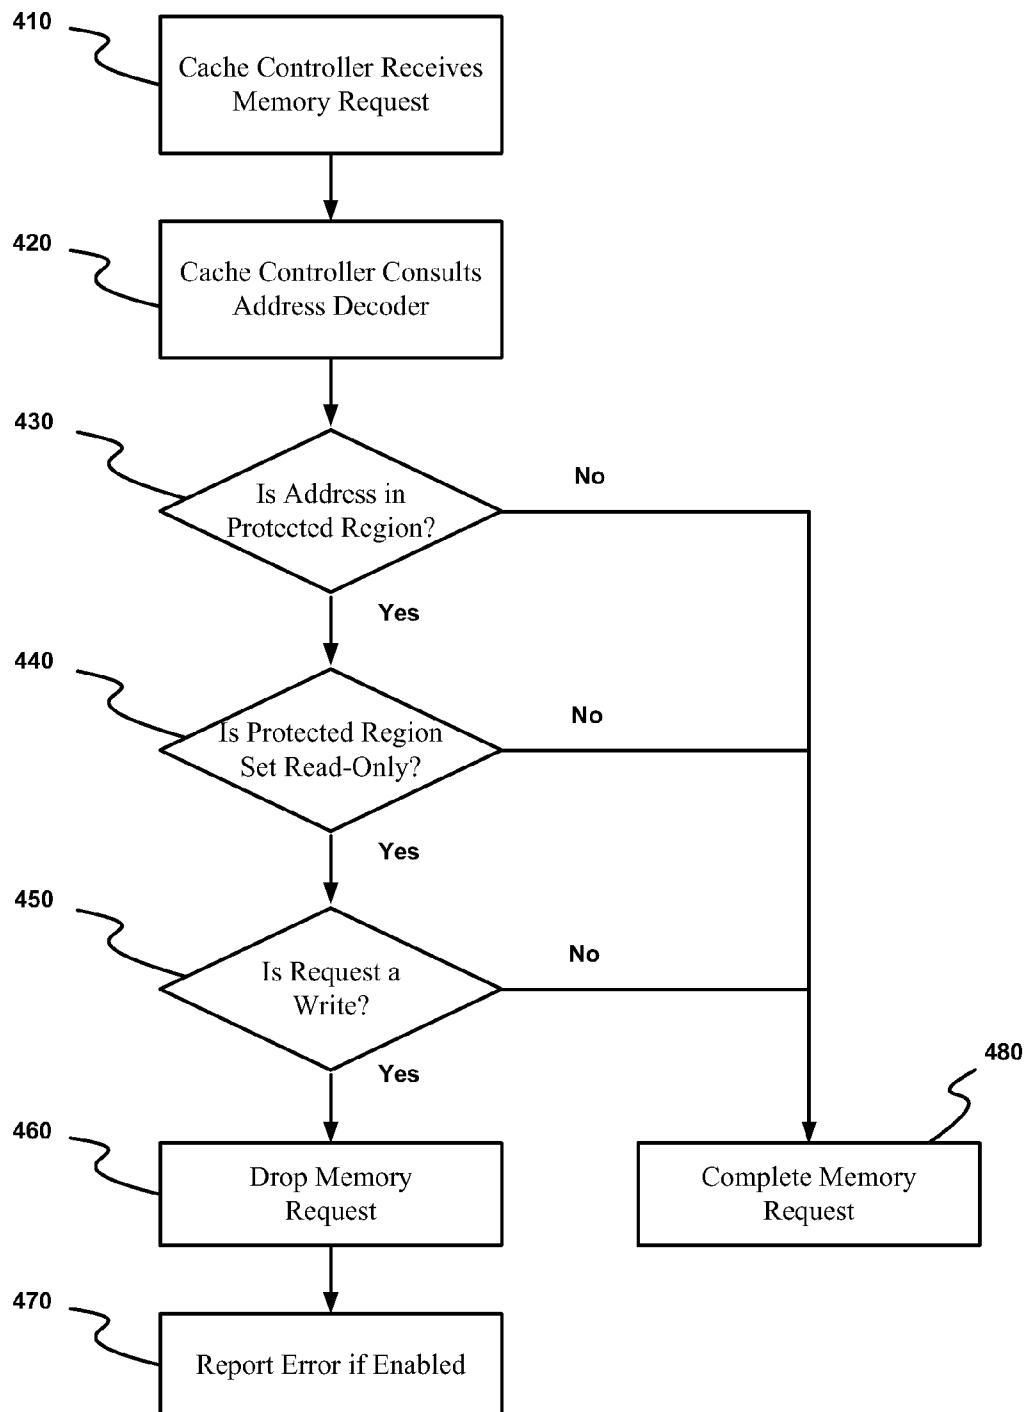 410
Cache Controller Receives
Memory Request
420
Cache Controller Consults
Address Decoder
430
Is Address in
Protected Region?
No
Yes
440
Is Protected Region
Set Read-Only?
No
Yes
450
Is Request a
Write?
No
Yes
480
460
Drop Memory
Request
Complete Memory
Request
470
Report Error if Enabled